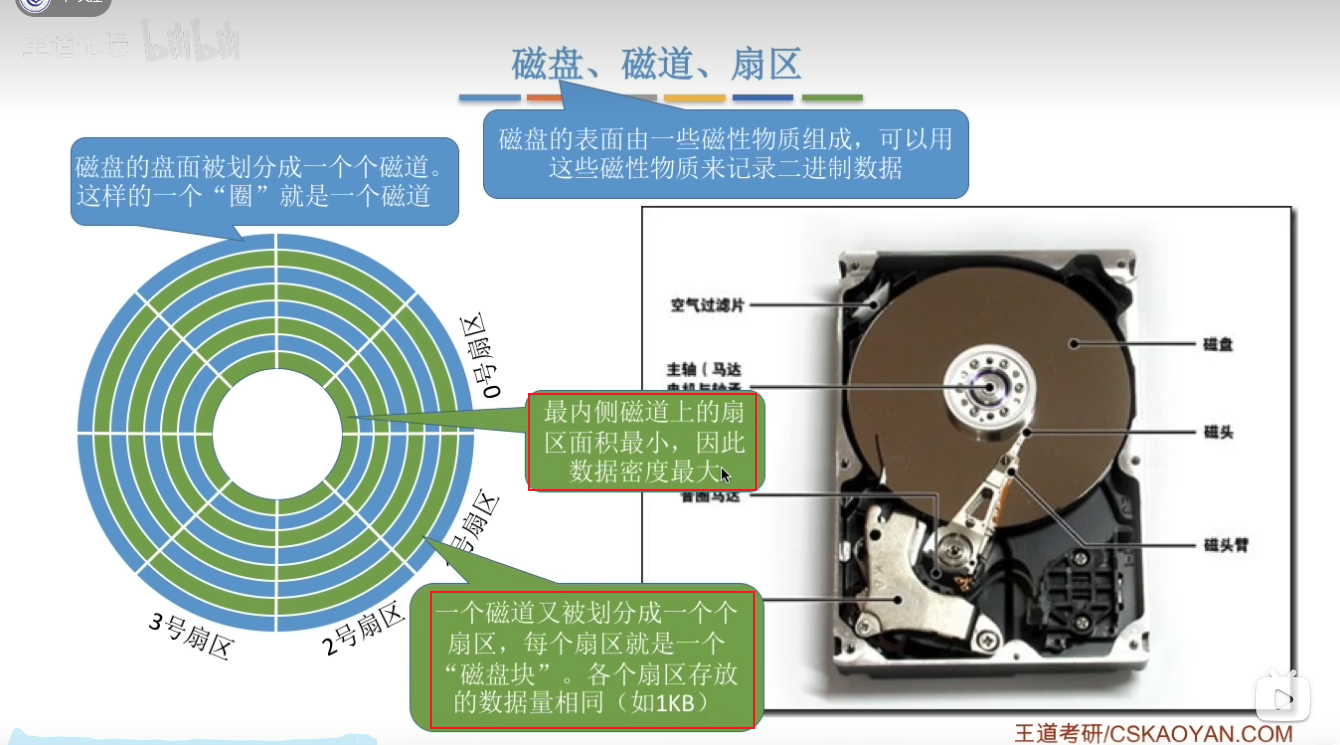 王道论坛 bilibili
磁盘、磁道、扇区
磁盘的表面由一些磁性物质组成，可以用
这些磁性物质来记录二进制数据
磁盘的盘面被划分成一个个磁道。
这样的一个“圈”就是一个磁道
0号扇区
号扇区
2号扇区
3号扇区
最内侧磁道上的扇
区面积最小，因此
数据密度最大
一个磁道又被划分成一个个
扇区，每个扇区就是一个
“磁盘块”。各个扇区存放
的数据量相同（如1KB）
空气过滤片
主轴（马达
电机与轴承
音圈马达
磁盘
磁头
磁头臂
王道考研/CSKAOYAN.COM